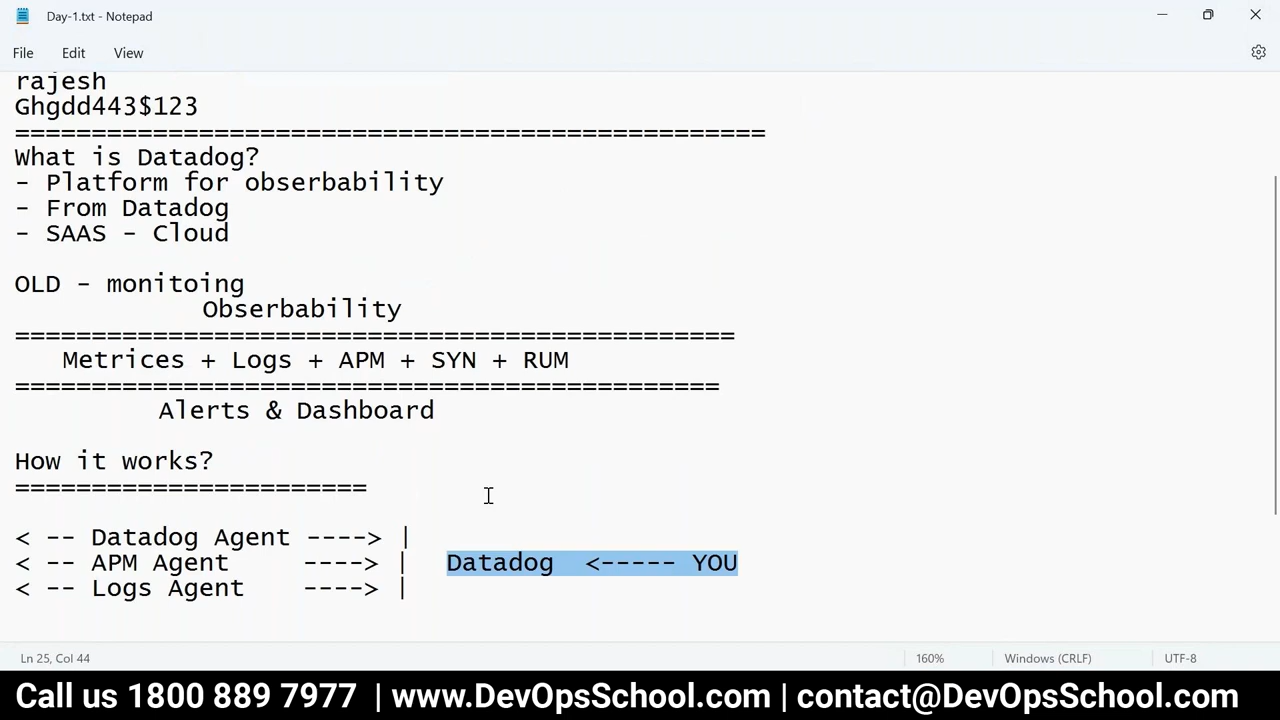 Day-1.txt - Notepad
File Edit View
rajesh
Ghgdd443$123
=================================================
What is Datadog?
- Platform for obserbability
- From Datadog
- SAAS - Cloud
OLD - monitoing
Obserbability
===============================================
Metrices + Logs + APM + SYN + RUM
==============================================
Alerts & Dashboard
How it works?
=======================
< -- Datadog Agent ----> |
< -- APM Agent ----> | Datadog <----- YOU
< -- Logs Agent ----> |
Ln 25, Col 44 160% Windows (CRLF) UTF-8
Call us 1800 889 7977 | www.DevOpsSchool.com | contact@DevOpsSchool.com